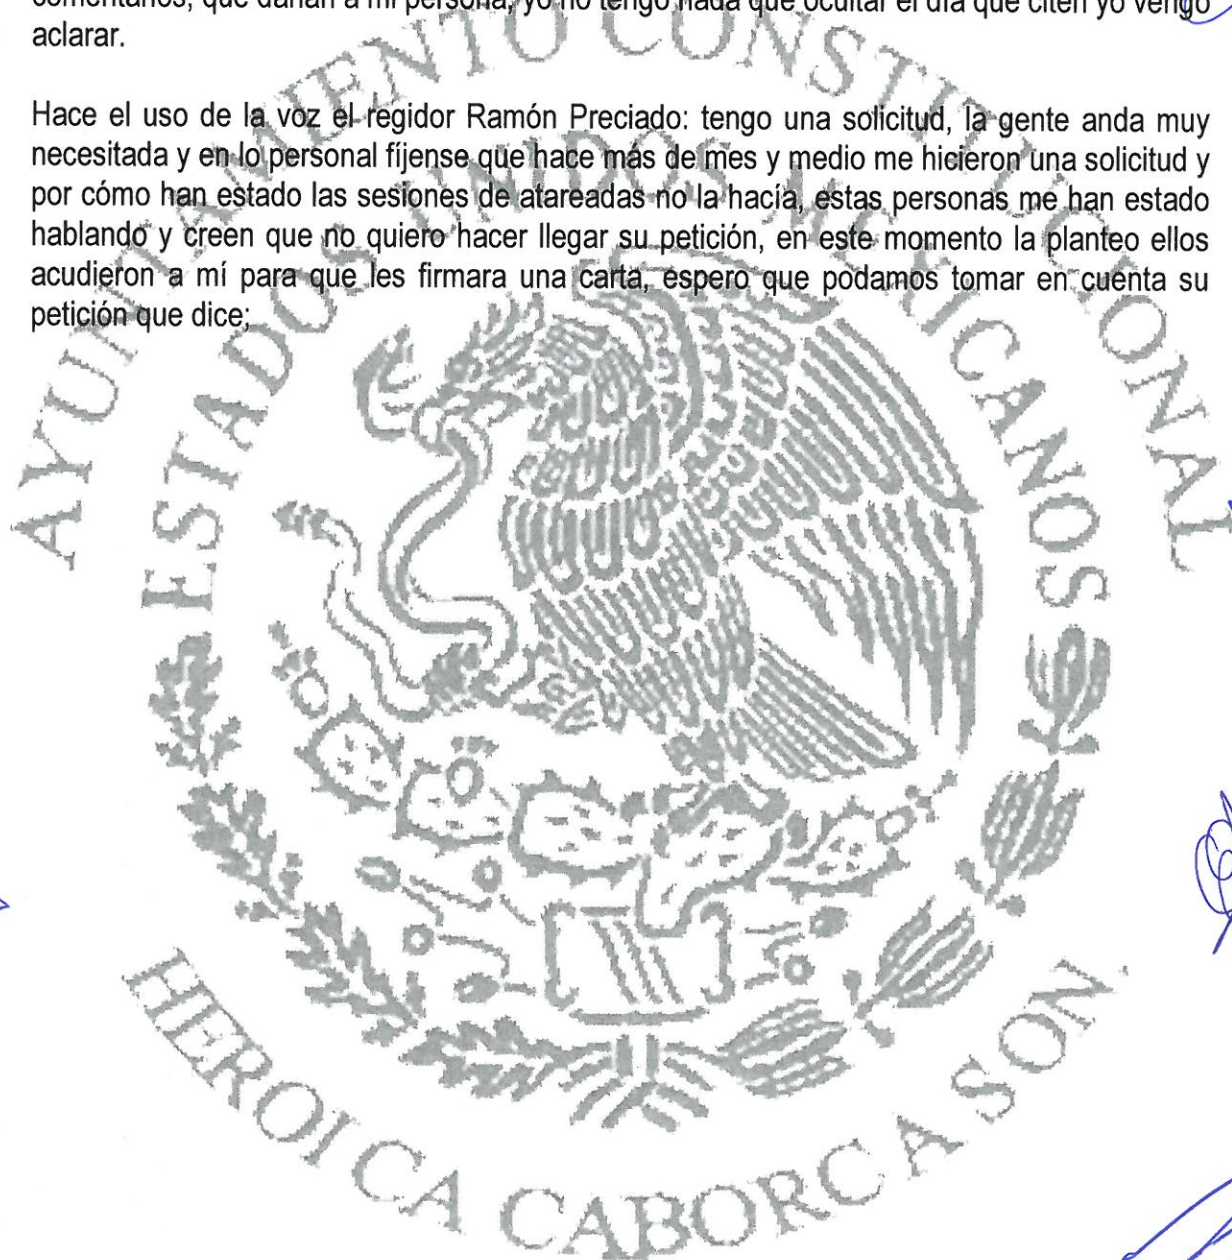 comentarios, que dañan a mi persona, yo no tengo nada que ocultar el día que citen yo vengo
aclarar.
Hace el uso de la voz el regidor Ramón Preciado: tengo una solicitud, la gente anda muy
necesitada y en lo personal fíjense que hace más de mes y medio me hicieron una solicitud y
por cómo han estado las sesiones de atareadas no la hacía, estas personas me han estado
hablando y creen que no quiero hacer llegar su petición, en este momento la planteo ellos
acudieron a mí para que les firmara una carta, espero que podamos tomar en cuenta su
petición que dice;
AYUNTAMIENTO CONSTITUCIONAL
ESTADOS UNIDOS MEXICANOS
HEROICA CABORCA SON.